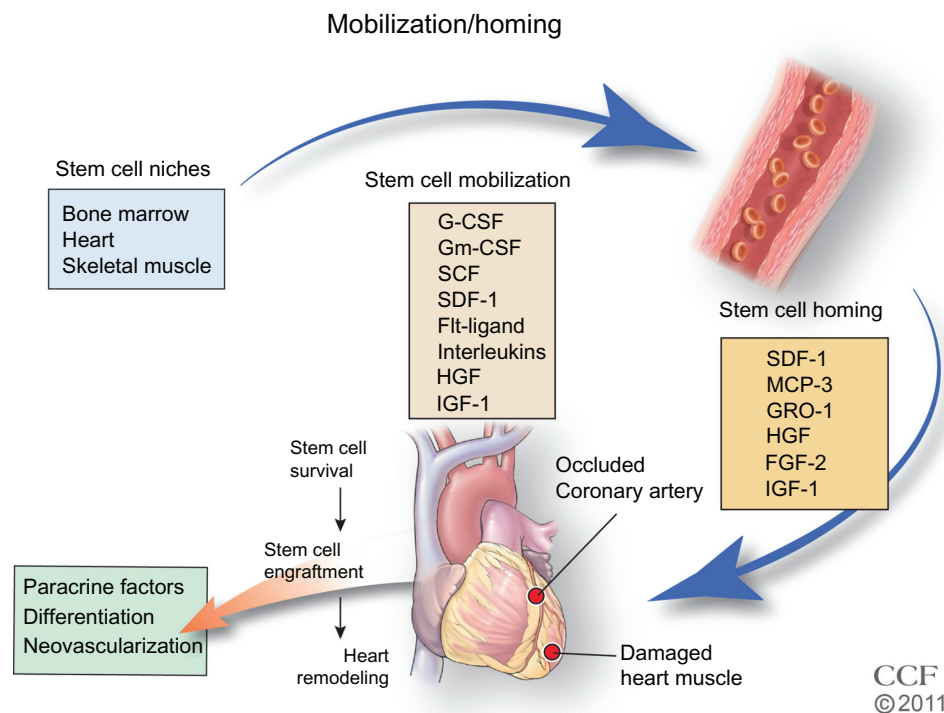 Mobilization/homing
Stem cell niches
Bone marrow
Heart
Skeletal muscle
Stem cell mobilization
G-CSF
Gm-CSF
SCF
SDF-1
Flt-ligand
Interleukins
HGF
IGF-1
Stem cell homing
SDF-1
MCP-3
GRO-1
HGF
FGF-2
IGF-1
Stem cell
survival
Stem cell
engraftment
Heart
remodeling
Occluded
Coronary artery
Damaged
heart muscle
Paracrine factors
Differentiation
Neovascularization
CCF
©2011